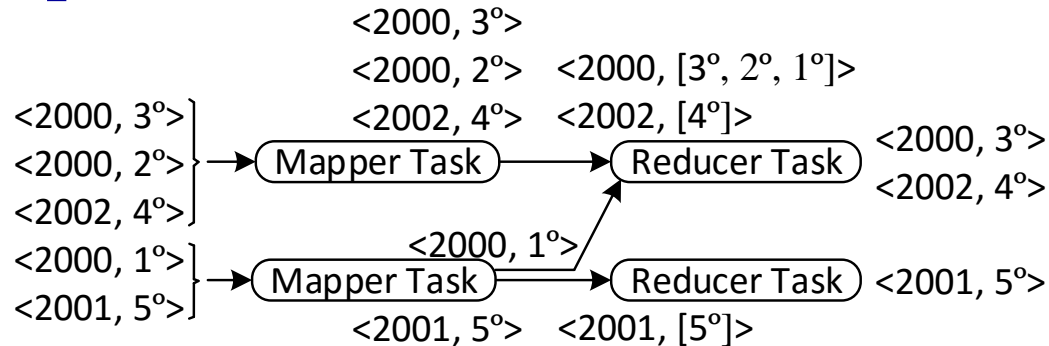 <2000, 3º>
<2000, 2º> <2000, [3º, 2º, 1º]>
<2000, 3º> <2002, 4º> <2002, [4º]> <2000, 3º>
<2000, 2º> Mapper Task Reducer Task
<2002, 4º> <2002, 4º>
<2000, 1º> <2000, 1º>
Mapper Task Reducer Task <2001, 5º>
<2001, 5º>
<2001, 5º> <2001, [5º]>